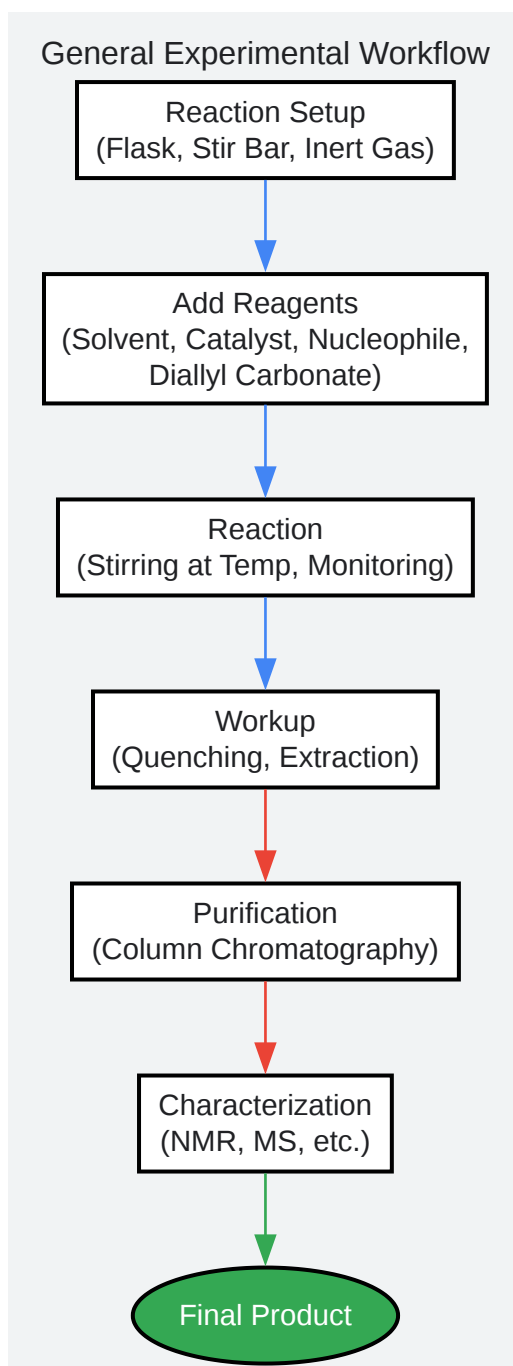 General Experimental Workflow
Reaction Setup
(Flask, Stir Bar, Inert Gas)
Add Reagents
(Solvent, Catalyst, Nucleophile,
Diallyl Carbonate)
Reaction
(Stirring at Temp, Monitoring)
Workup
(Quenching, Extraction)
Purification
(Column Chromatography)
Characterization
(NMR, MS, etc.)
Final Product